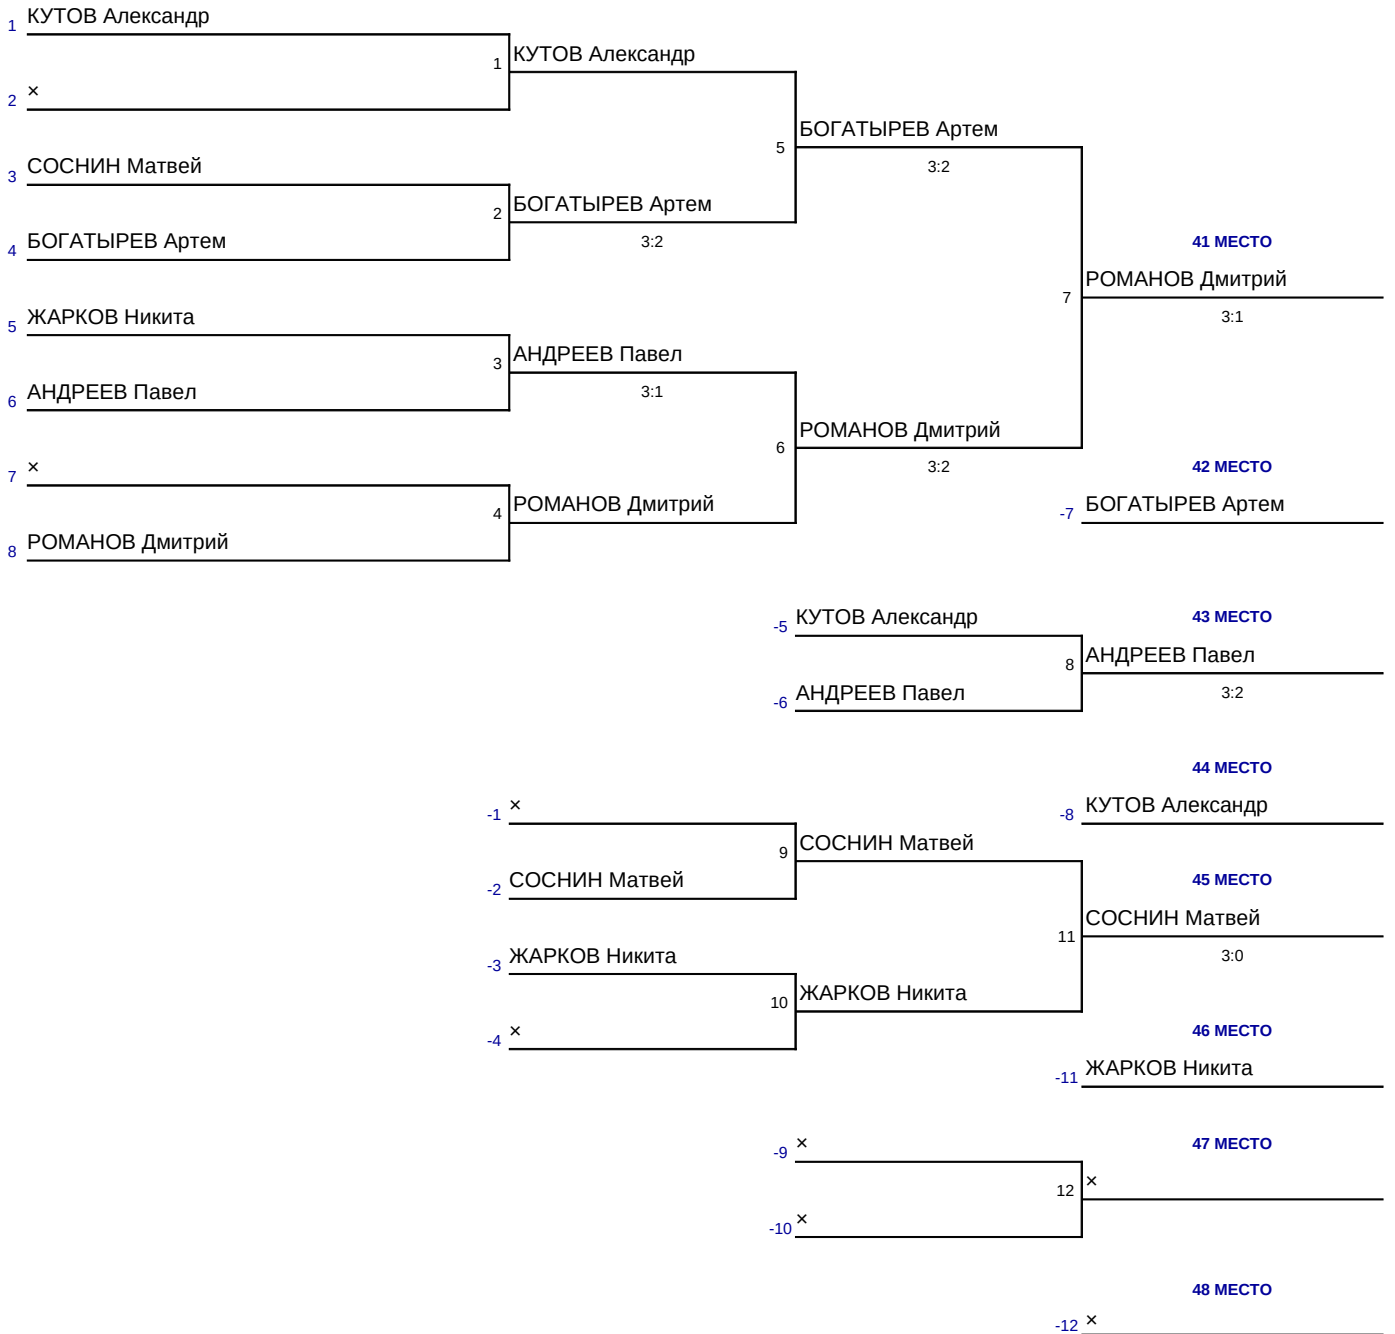 КУТОВ Александр
1
КУТОВ Александр
1
×
2
БОГАТЫРЕВ Артем
5
3:2
СОСНИН Матвей
3
БОГАТЫРЕВ Артем
2
3:2
БОГАТЫРЕВ Артем
4
41 МЕСТО
РОМАНОВ Дмитрий
7
3:1
ЖАРКОВ Никита
5
АНДРЕЕВ Павел
3
3:1
АНДРЕЕВ Павел
6
РОМАНОВ Дмитрий
6
3:2
×
7
42 МЕСТО
РОМАНОВ Дмитрий
4
БОГАТЫРЕВ Артем
-7
РОМАНОВ Дмитрий
8
КУТОВ Александр
-5
43 МЕСТО
АНДРЕЕВ Павел
8
3:2
АНДРЕЕВ Павел
-6
44 МЕСТО
×
-1
КУТОВ Александр
-8
СОСНИН Матвей
9
СОСНИН Матвей
-2
45 МЕСТО
СОСНИН Матвей
11
3:0
ЖАРКОВ Никита
-3
ЖАРКОВ Никита
10
×
-4
46 МЕСТО
ЖАРКОВ Никита
-11
×
-9
47 МЕСТО
×
12
×
-10
48 МЕСТО
×
-12